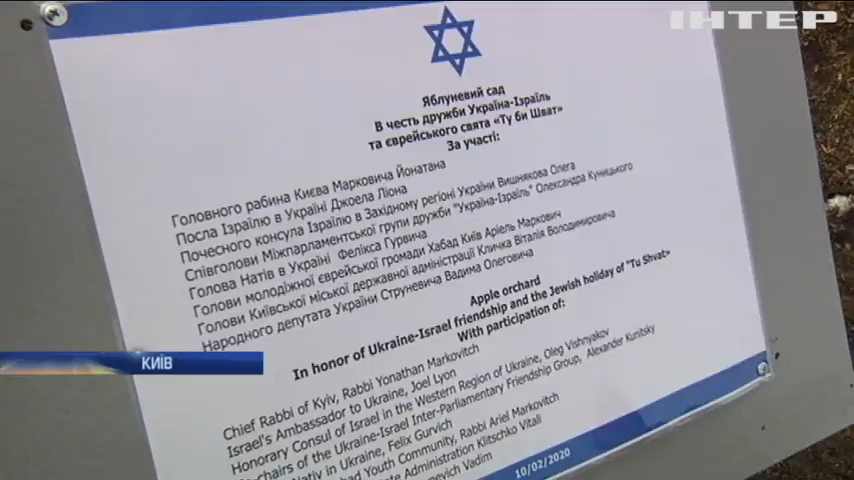 ІНТЕР
Яблуневий сад
В честь дружби Україна-Ізраїль
та єврейського свята «Ту би Шват»
За участі:
Головного рабина Києва Марковича Йонатана
Посла Ізраїлю в Україні Джоела Ліона
Почесного консула Ізраїлю в Західному регіоні України Вишнякова Олега
Співголови Міжпарламентської групи дружби "Україна-Ізраїль" Олександра Куницького
Голова Натів в Україні Фелікса Гурвича
Голови молодіжної єврейської громади Хабад Київ Аріель Маркович
Голови Київської міської державної адміністрації Кличка Віталія Володимировича
Народного депутата України Струневича Вадима Олеговича
Apple orchard
In honor of Ukraine-Israel friendship and the Jewish holiday of "Tu Shvat»
With participation of:
Chief Rabbi of Kyiv, Rabbi Yonathan Markovitch
Israel's Ambassador to Ukraine, Joel Lyon
Honorary Consul of Israel in the Western Region of Ukraine, Oleg Vishnyakov
of the Ukraine-Israel Inter-Parliamentary Friendship Group, Alexander Kunitsky
Nativ in Ukraine, Felix Gurvich
Youth Community, Rabbi Ariel Markovitch
Administration Klitschko Vitali
Vadim
10/02/2020
КИЇВ